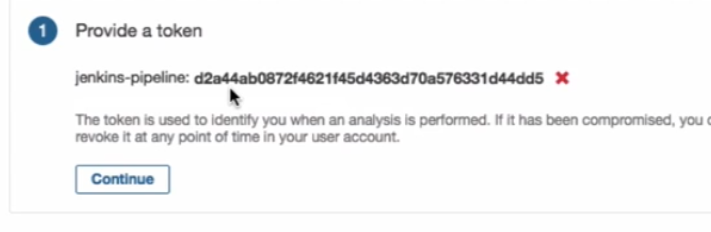 1 Provide a token
jenkins-pipeline: d2a44ab0872f4621f45d4363d70a576331d44dd5
The token is used to identify you when an analysis is performed. If it has been compromised, you
revoke it at any point of time in your user account.
Continue